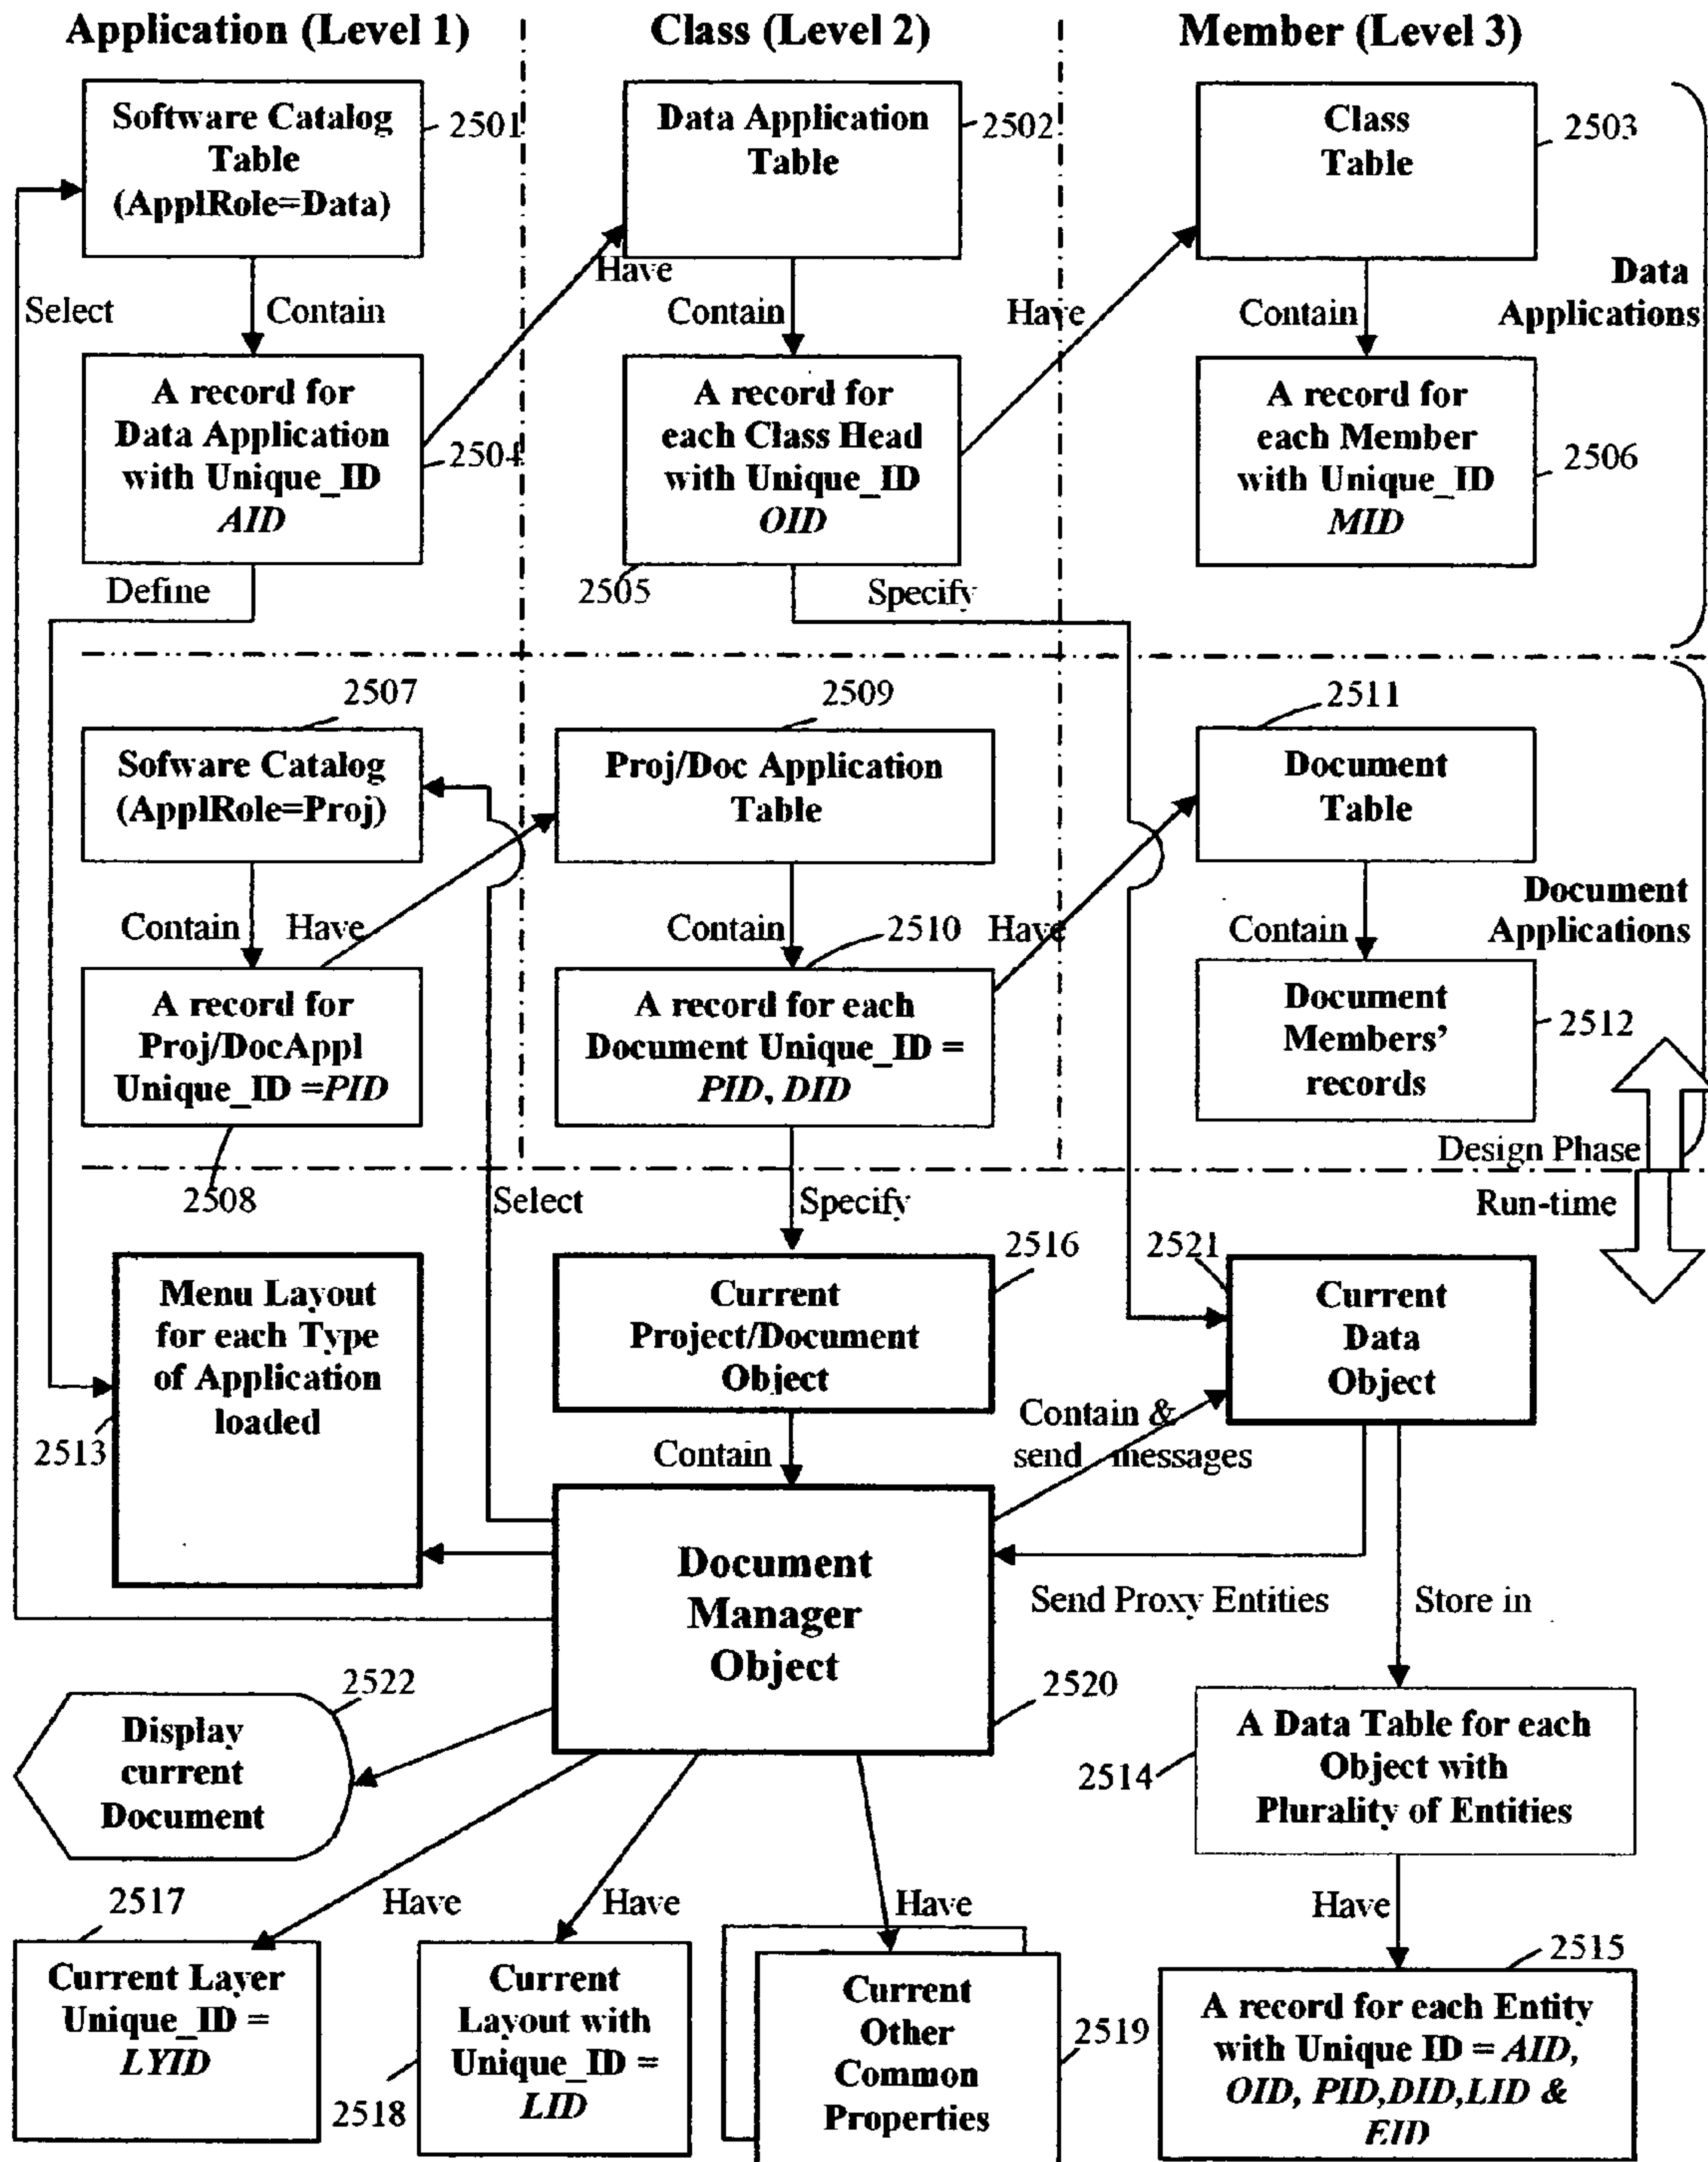 Application (Level 1)
Class (Level 2)
Member (Level 3)
Software Catalog
Table
(ApplRole=Data)
2501
Data Application
Table
2502
Class
Table
2503
Select
Contain
Have
Contain
Have
Contain
Data
Applications
A record for
Data Application
with Unique_ID
AID
2504
A record for
each Class Head
with Unique_ID
OID
2505
A record for
each Member
with Unique_ID
MID
2506
Define
Specify
2507
2509
2511
Sofware Catalog
(ApplRole=Proj)
Proj/Doc Application
Table
Document
Table
Contain
Have
Contain
2510
Have
Contain
Document
Applications
A record for
Proj/DocAppl
Unique_ID =PID
A record for each
Document Unique_ID =
PID, DID
Document
Members'
records
2512
Design Phase
2508
Select
Specify
Run-time
2516
2521
Menu Layout
for each Type
of Application
loaded
2513
Current
Project/Document
Object
Current
Data
Object
Contain
Contain &
send messages
Document
Manager
Object
2520
Send Proxy Entities
Store in
2522
Display
current
Document
A Data Table for each
Object with
Plurality of Entities
2514
Have
Have
Have
Have
2517
Current Layer
Unique_ID =
LYID
Current
Layout with
Unique_ID =
LID
2518
Current
Other
Common
Properties
2519
2515
A record for each Entity
with Unique ID = AID,
OID, PID,DID,LID &
EID